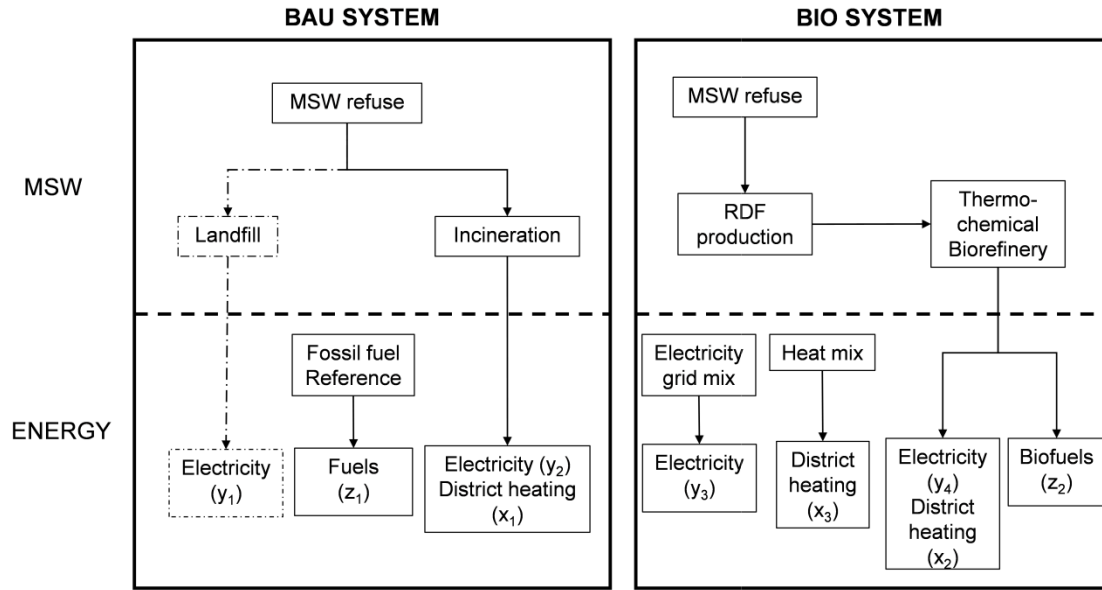 BAU SYSTEM
BIO SYSTEM
MSW
ENERGY
MSW refuse
Landfill
Incineration
Fossil fuel
Reference
Electricity
(y₁)
Fuels
(z₁)
Electricity (y₂)
District heating
(x₁)
MSW refuse
RDF
production
Thermo-
chemical
Biorefinery
Electricity
grid mix
Heat mix
Electricity
(y₃)
District
heating
(x₃)
Electricity
(y₄)
District
heating
(x₂)
Biofuels
(z₂)